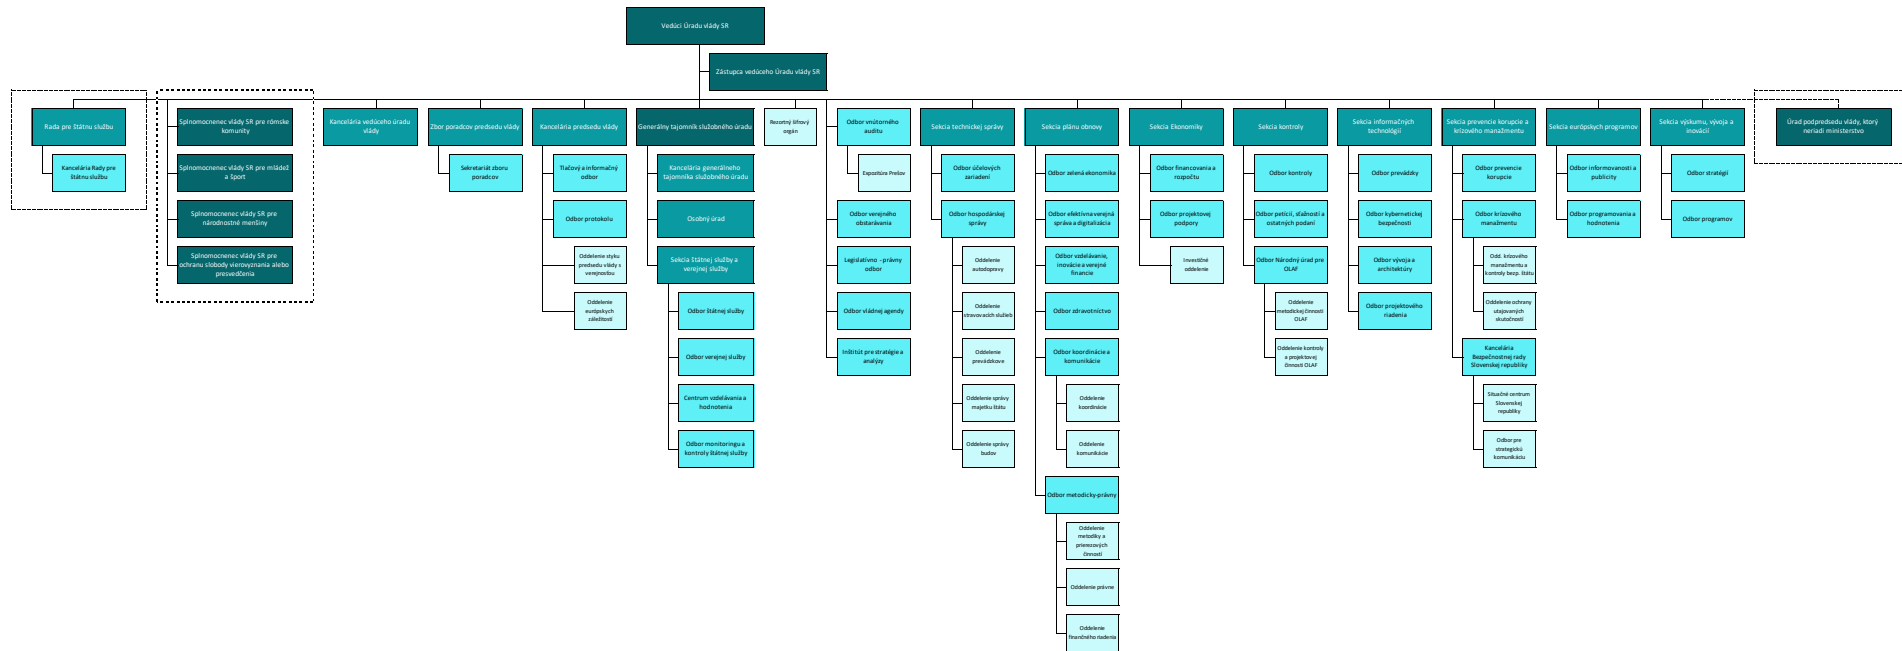 Vedúci Úradu vlády SR
Zástupca vedúceho Úradu vlády SR
Rada pre štátnu službu
Kancelária Rady pre
štátnu službu
Splnomocnenec vlády SR pre rómske
komunity
Splnomocnenec vlády SR pre mládež
a šport
Splnomocnenec vlády SR pre
národnostné menšiny
Splnomocnenec vlády SR pre
ochranu slobody vierovyznania alebo
presvedčenia
Kancelária vedúceho úradu
vlády
Zbor poradcov predsedu vlády
Sekretariát zboru
poradcov
Kancelária predsedu vlády
Tlačový a informačný
odbor
Odbor protokolu
Oddelenie styku
predsedu vlády s
verejnosťou
Oddelenie
európskych
záležitostí
Generálny tajomník služobného úradu
Kancelária generálneho
tajomníka služobného úradu
Osobný úrad
Sekcia štátnej služby a
verejnej služby
Odbor štátnej služby
Odbor verejnej služby
Centrum vzdelávania a
hodnotenia
Odbor monitoringu a
kontroly štátnej služby
Rezortný šifrový
orgán
Odbor vnútorného
auditu
Expozitúra Prešov
Odbor verejného
obstarávania
Legislatívno - právny
odbor
Odbor vládnej agendy
Inštitút pre stratégie a
analýzy
Sekcia technickej správy
Odbor účelových
zariadení
Odbor hospodárskej
správy
Oddelenie
autodopravy
Oddelenie
stravovacích služieb
Oddelenie
prevádzkove
Oddelenie správy
majetku štátu
Oddelenie správy
budov
Sekcia plánu obnovy
Odbor zelená ekonomika
Odbor efektívna verejná
správa a digitalizácia
Odbor vzdelávanie,
inovácie a verejné
financie
Odbor zdravotníctvo
Odbor koordinácie a
komunikácie
Oddelenie
koordinácie
Oddelenie
komunikácie
Odbor metodicky-právny
Oddelenie
metodiky a
prierezových
činností
Oddelenie právne
Oddelenie
finančného riadenia
Sekcia Ekonomiky
Odbor financovania a
rozpočtu
Odbor projektovej
podpory
Investičné
oddelenie
Sekcia kontroly
Odbor kontroly
Odbor petícií, sťažností a
ostatných podaní
Odbor Národný úrad pre
OLAF
Oddelenie
metodickej činnosti
OLAF
Oddelenie kontroly
a projektovej
činnosti OLAF
Sekcia informačných
technológií
Odbor prevádzky
Odbor kybernetickej
bezpečnosti
Odbor vývoja a
architektúry
Odbor projektového
riadenia
Sekcia prevencie korupcie a
krízového manažmentu
Odbor prevencie
korupcie
Odbor krízového
manažmentu
Odd. krízového
manažmentu a
kontroly bezp. štátu
Oddelenie ochrany
utajovaných
skutočností
Kancelária
Bezpečnostnej rady
Slovenskej republiky
Situačné centrum
Slovenskej
republiky
Odbor pre
strategickú
komunikáciu
Sekcia európskych programov
Odbor informovanosti a
publicity
Odbor programovania a
hodnotenia
Sekcia výskumu, vývoja a
inovácií
Odbor stratégií
Odbor programov
Úrad podpredsedu vlády, ktorý
neriadi ministerstvo